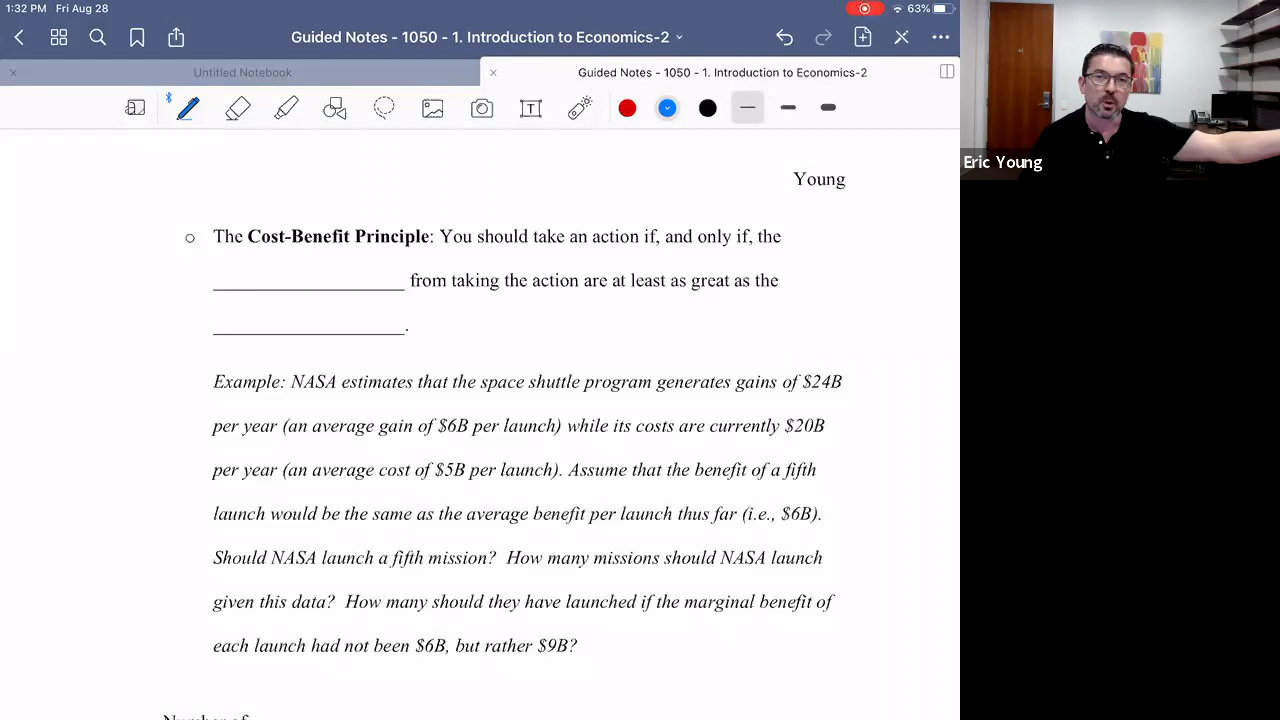 1:32 PM Fri Aug 28
63%
Guided Notes - 1050 - 1. Introduction to Economics-2
Untitled Notebook
Guided Notes - 1050 - 1. Introduction to Economics-2
Eric Young
Young
The Cost-Benefit Principle: You should take an action if, and only if, the
____________________ from taking the action are at least as great as the
____________________.
Example: NASA estimates that the space shuttle program generates gains of $24B
per year (an average gain of $6B per launch) while its costs are currently $20B
per year (an average cost of $5B per launch). Assume that the benefit of a fifth
launch would be the same as the average benefit per launch thus far (i.e., $6B).
Should NASA launch a fifth mission? How many missions should NASA launch
given this data? How many should they have launched if the marginal benefit of
each launch had not been $6B, but rather $9B?
Number of